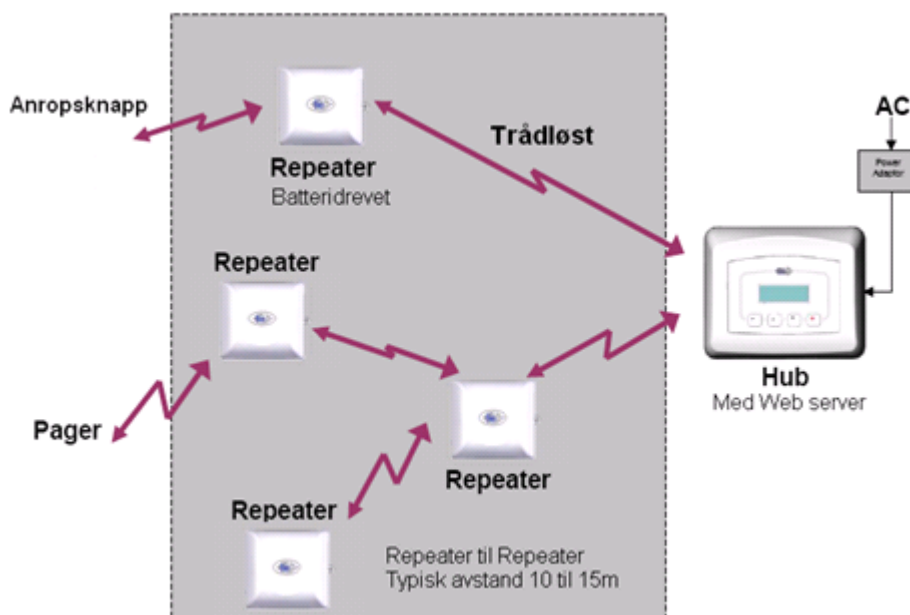 Anropsknapp
Repeater
Batteridrevet
Trådløst
AC
Power
Adaptor
Repeater
Hub
Med Web server
Pager
Repeater
Repeater
Repeater til Repeater
Typisk avstand 10 til 15m